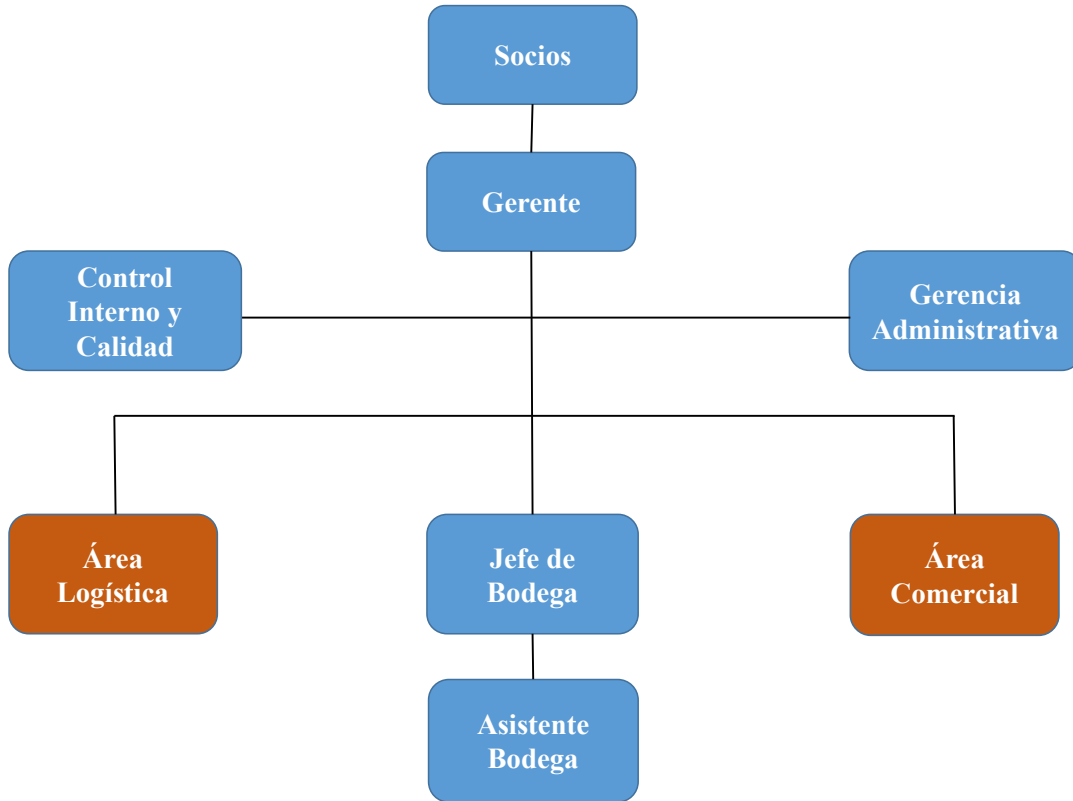 Socios
Gerente
Control
Interno y
Calidad
Gerencia
Administrativa
Área
Logística
Jefe de
Bodega
Área
Comercial
Asistente
Bodega